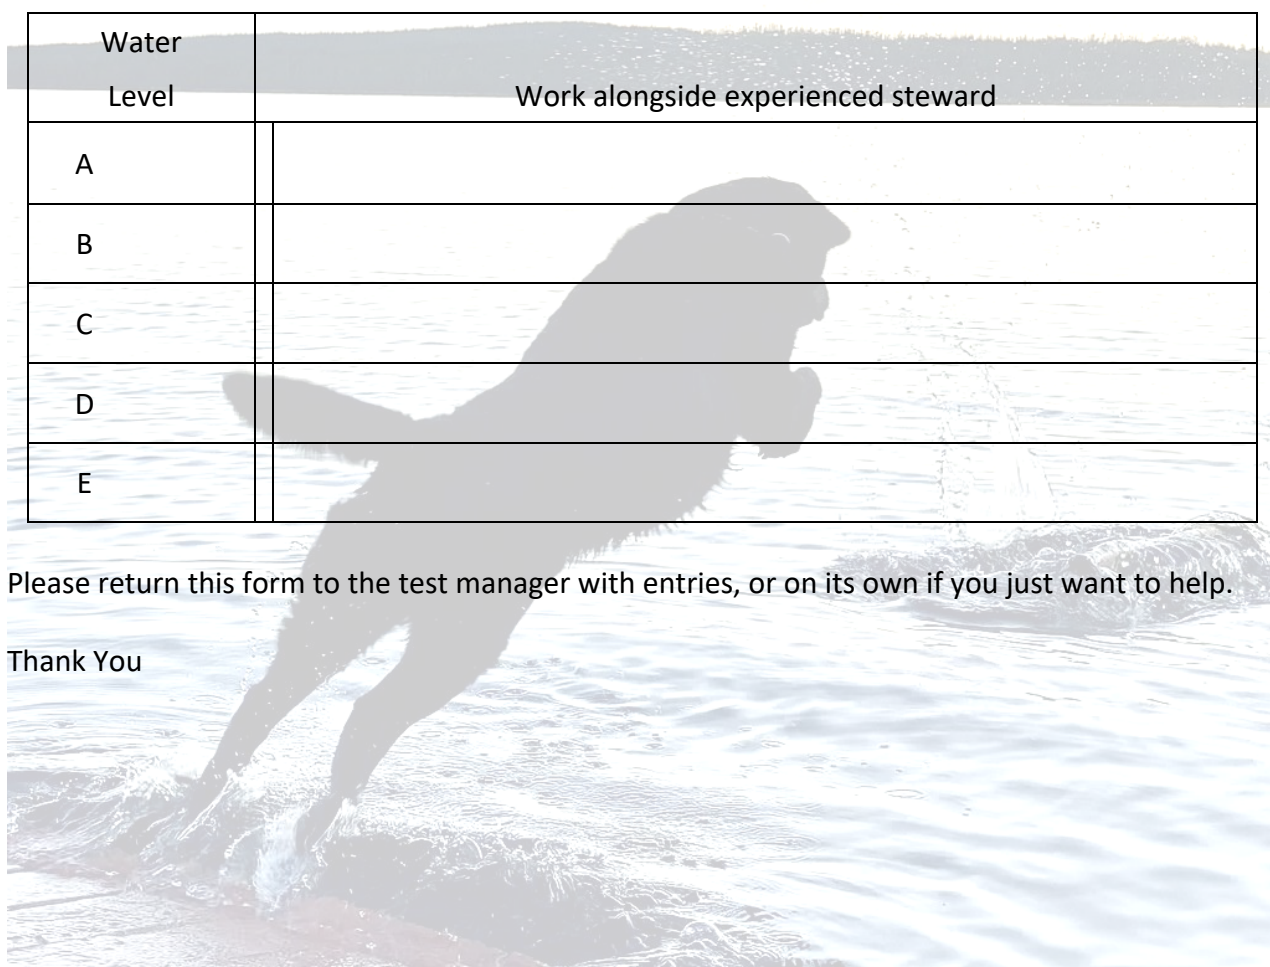 Water
Level
Work alongside experienced steward
A
B
C
D
E
Please return this form to the test manager with entries, or on its own if you just want to help.
Thank You